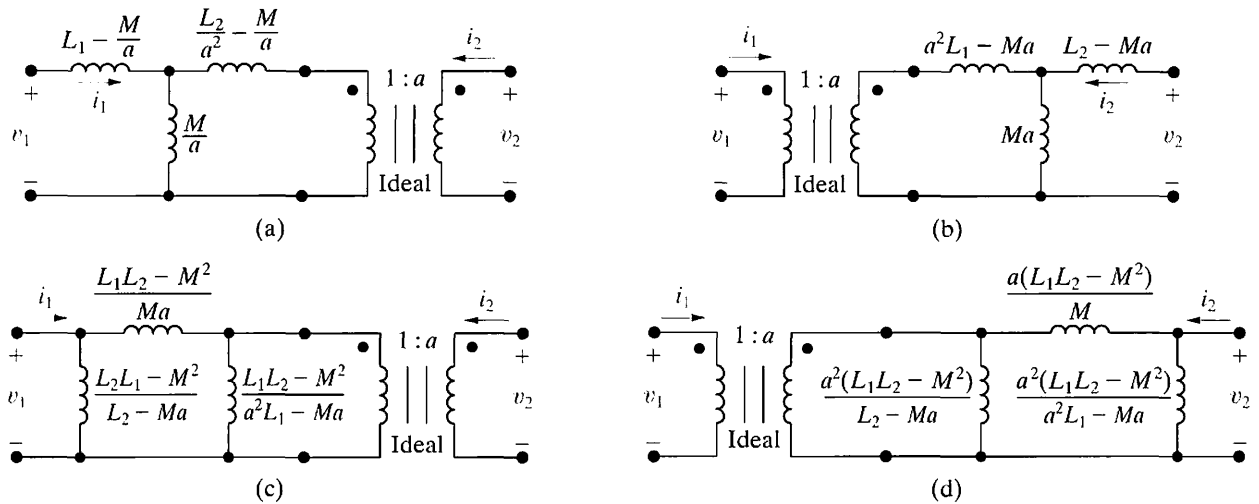 L₁ − M/a
L₂/a² − M/a
i₁
i₂
1 : a
+
v₁
−
M/a
+
v₂
−
Ideal
(a)
i₁
a²L₁ − Ma
L₂ − Ma
i₂
1 : a
+
v₁
−
Ma
+
v₂
−
Ideal
(b)
i₁
(L₁L₂ − M²)/(Ma)
i₂
1 : a
+
v₁
−
(L₂L₁ − M²)/(L₂ − Ma)
(L₁L₂ − M²)/(a²L₁ − Ma)
+
v₂
−
Ideal
(c)
i₁
a(L₁L₂ − M²)/M
i₂
1 : a
+
v₁
−
a²(L₁L₂ − M²)/(L₂ − Ma)
a²(L₁L₂ − M²)/(a²L₁ − Ma)
+
v₂
−
Ideal
(d)